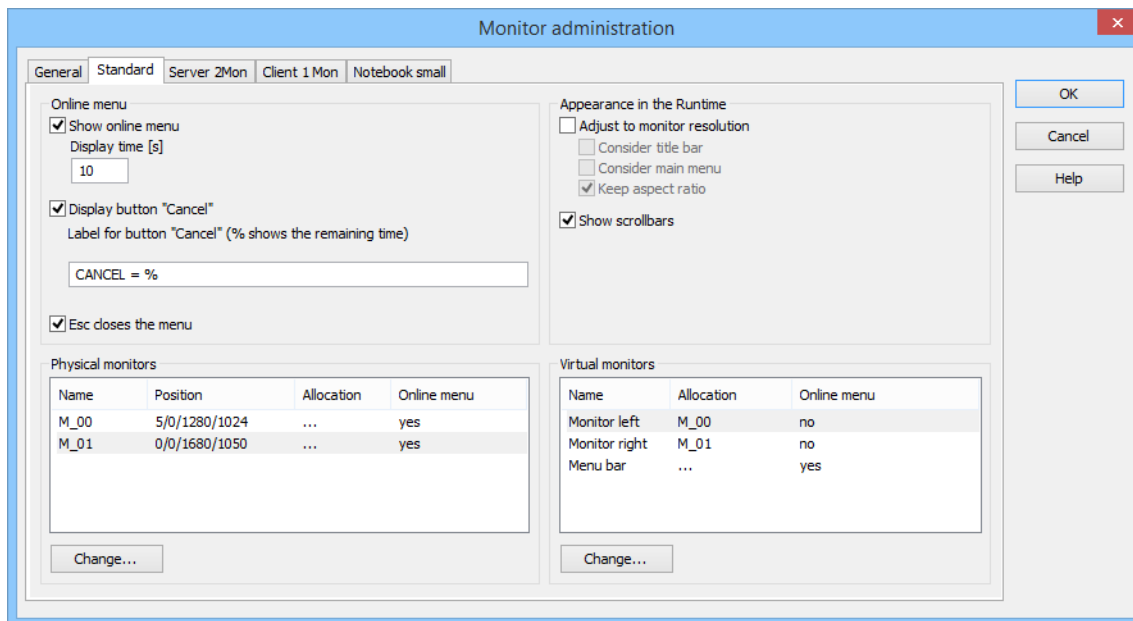 Monitor administration
General Standard Server 2Mon Client 1 Mon Notebook small
OK
Cancel
Help
Online menu
Show online menu
Display time [s]
10
Display button "Cancel"
Label for button "Cancel" (% shows the remaining time)
CANCEL = %
Esc closes the menu
Appearance in the Runtime
Adjust to monitor resolution
Consider title bar
Consider main menu
Keep aspect ratio
Show scrollbars
Physical monitors
Name Position Allocation Online menu
M_00 5/0/1280/1024 ... yes
M_01 0/0/1680/1050 ... yes
Change...
Virtual monitors
Name Allocation Online menu
Monitor left M_00 no
Monitor right M_01 no
Menu bar ... yes
Change...